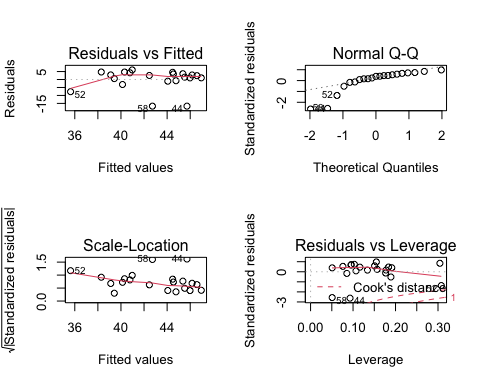 Residuals vs Fitted
Residuals
5
-15
52
58
44
36
40
44
Fitted values
Normal Q-Q
Standardized residuals
0
-2
52
-2
-1
0
1
2
Theoretical Quantiles
Scale-Location
√|Standardized residuals|
1.5
0.0
52
58
44
36
40
44
Fitted values
Residuals vs Leverage
Standardized residuals
0
-3
Cook's distance
58
44
1
0.00
0.10
0.20
0.30
Leverage